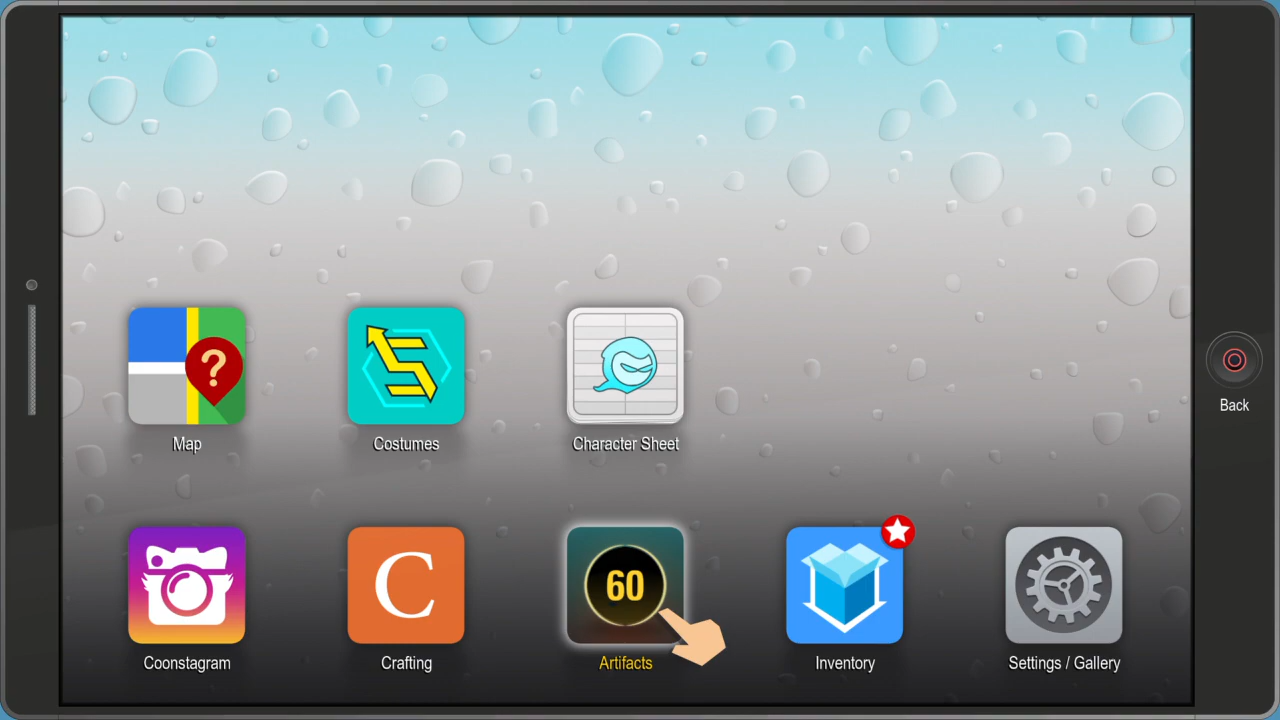 ?
Map
Costumes
Character Sheet
Back
Coonstagram
C
Crafting
60
Artifacts
Inventory
Settings / Gallery